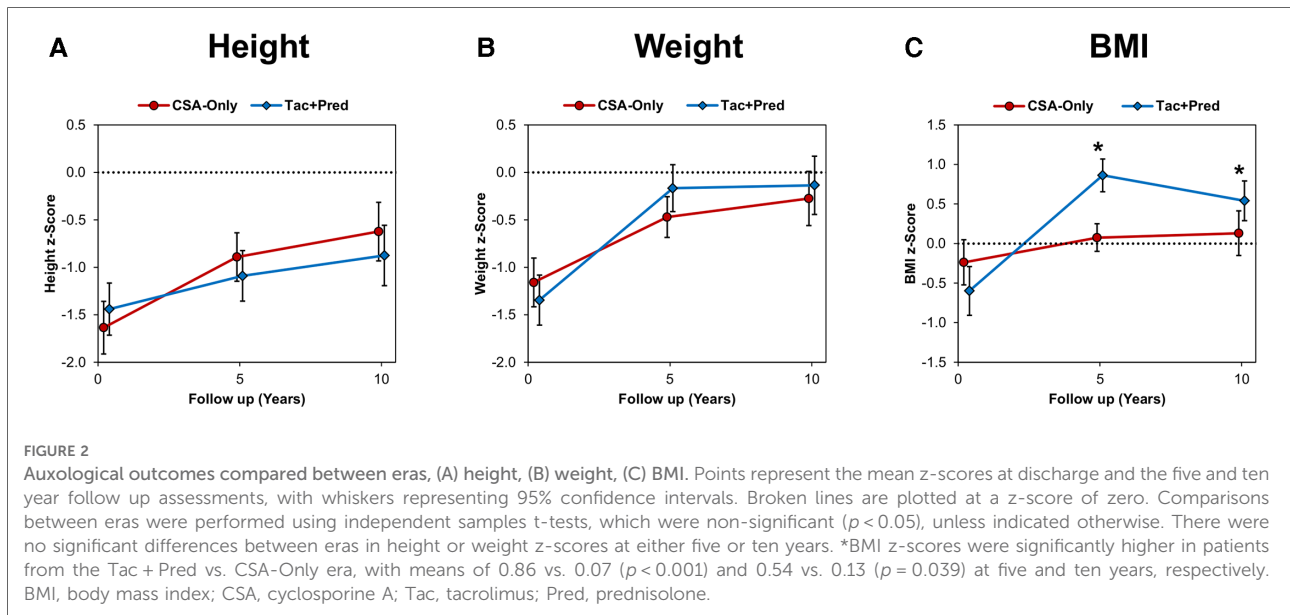 A Height
CSA-Only Tac+Pred
0.5
0.0
-0.5
-1.0
-1.5
-2.0
Height z-Score
0 5 10
Follow up (Years)
B Weight
CSA-Only Tac+Pred
0.5
0.0
-0.5
-1.0
-1.5
-2.0
Weight z-Score
0 5 10
Follow up (Years)
C BMI
CSA-Only Tac+Pred
1.5
1.0
0.5
0.0
-0.5
-1.0
-1.5
BMI z-Score
* *
0 5 10
Follow up (Years)
FIGURE 2
Auxological outcomes compared between eras, (A) height, (B) weight, (C) BMI. Points represent the mean z-scores at discharge and the five and ten
year follow up assessments, with whiskers representing 95% confidence intervals. Broken lines are plotted at a z-score of zero. Comparisons
between eras were performed using independent samples t-tests, which were non-significant (p < 0.05), unless indicated otherwise. There were
no significant differences between eras in height or weight z-scores at either five or ten years. *BMI z-scores were significantly higher in patients
from the Tac + Pred vs. CSA-Only era, with means of 0.86 vs. 0.07 (p < 0.001) and 0.54 vs. 0.13 (p = 0.039) at five and ten years, respectively.
BMI, body mass index; CSA, cyclosporine A; Tac, tacrolimus; Pred, prednisolone.